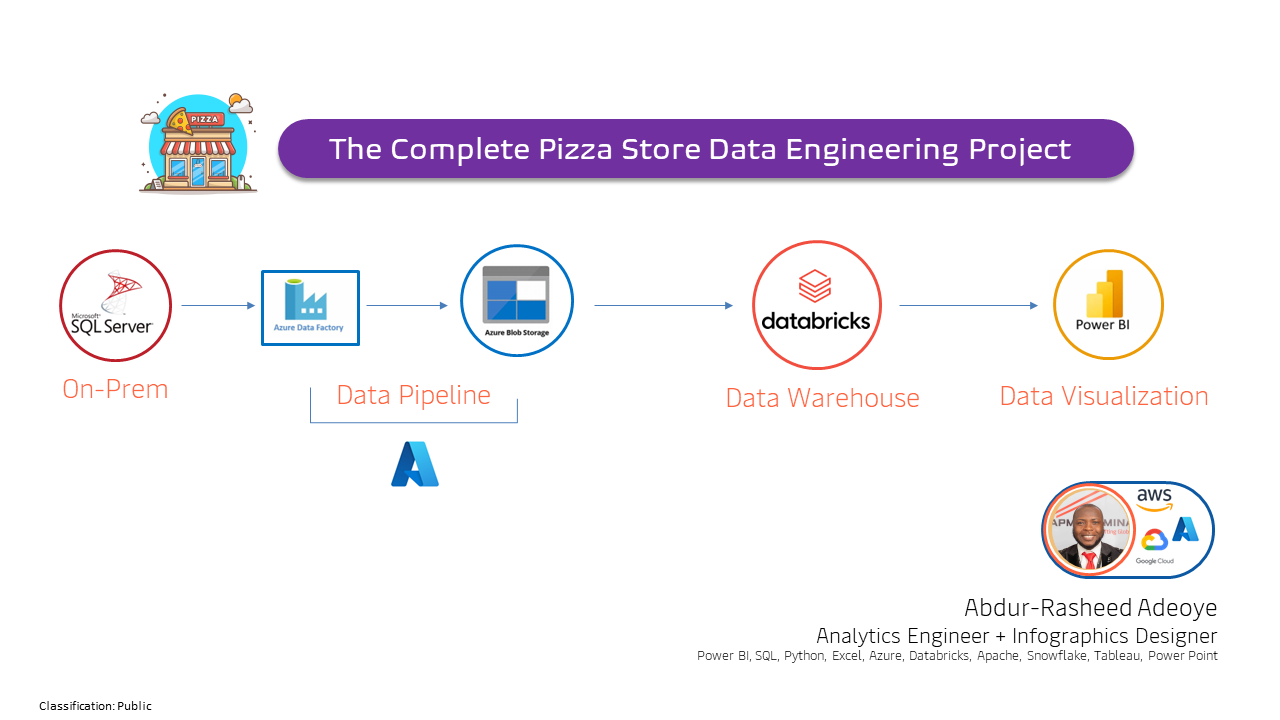 PIZZA
The Complete Pizza Store Data Engineering Project
Microsoft®
SQL Server®
Azure Data Factory
Azure Blob Storage
databricks
Power BI
On-Prem
Data Pipeline
Data Warehouse
Data Visualization
aws
Google Cloud
Abdur-Rasheed Adeoye
Analytics Engineer + Infographics Designer
Power BI, SQL, Python, Excel, Azure, Databricks, Apache, Snowflake, Tableau, Power Point
Classification: Public